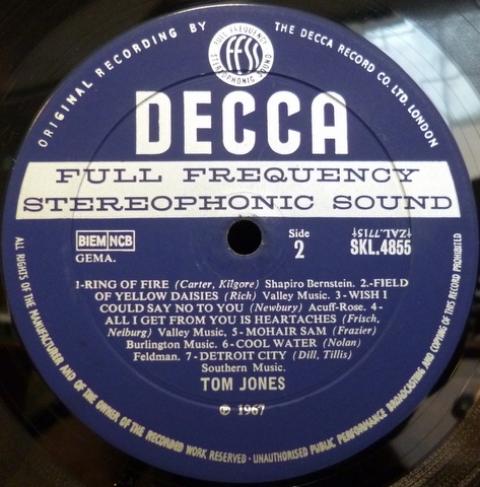 ORIGINAL RECORDING BY
THE DECCA RECORD CO. LTD. LONDON
FULL FREQUENCY
ffss
STEREOPHONIC SOUND
DECCA
FULL FREQUENCY
STEREOPHONIC SOUND
BIEM NCB
GEMA.
Side
2
ZAL.7715
SKL.4855
1-RING OF FIRE (Carter, Kilgore) Shapiro Bernstein. 2.-FIELD
OF YELLOW DAISIES (Rich) Valley Music. 3-WISH I
COULD SAY NO TO YOU (Newbury) Acuff-Rose. 4-
ALL I GET FROM YOU IS HEARTACHES (Frisch,
Nelburg) Valley Music. 5-MOHAIR SAM (Frazier)
Burlington Music. 6-COOL WATER (Nolan)
Feldman. 7-DETROIT CITY (Dill, Tillis)
Southern Music.
TOM JONES
℗ 1967
ALL RIGHTS OF THE MANUFACTURER AND OF THE OWNER OF THE RECORDED WORK RESERVED · UNAUTHORISED PUBLIC PERFORMANCE BROADCASTING AND COPYING OF THIS RECORD PROHIBITED